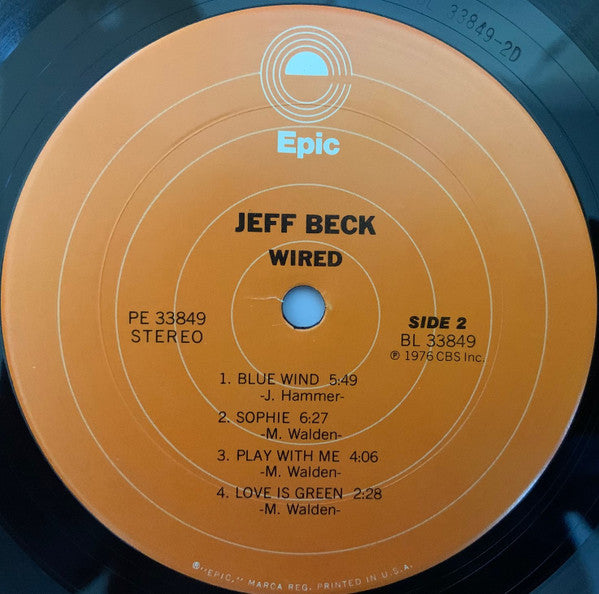 BL 33849-2D
Epic
JEFF BECK
WIRED
PE 33849
STEREO
SIDE 2
BL 33849
℗ 1976 CBS Inc.
1. BLUE WIND 5:49
-J. Hammer-
2. SOPHIE 6:27
-M. Walden-
3. PLAY WITH ME 4:06
-M. Walden-
4. LOVE IS GREEN 2:28
-M. Walden-
®"EPIC," MARCA REG. PRINTED IN U.S.A.